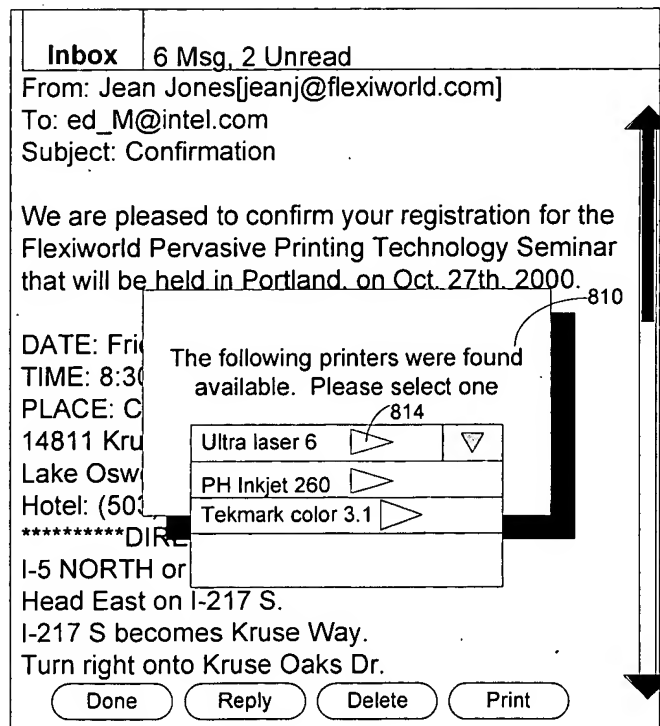 Inbox 6 Msg, 2 Unread
From: Jean Jones[jeanj@flexiworld.com]
To: ed_M@intel.com
Subject: Confirmation
We are pleased to confirm your registration for the
Flexiworld Pervasive Printing Technology Seminar
that will be held in Portland, on Oct. 27th, 2000.
810
DATE: Fri
The following printers were found
TIME: 8:30
available. Please select one
PLACE: C
814
14811 Kru
Ultra laser 6
Lake Osw
PH Inkjet 260
Hotel: (503
Tekmark color 3.1
**********DIRE
I-5 NORTH or
Head East on I-217 S.
I-217 S becomes Kruse Way.
Turn right onto Kruse Oaks Dr.
Done Reply Delete Print